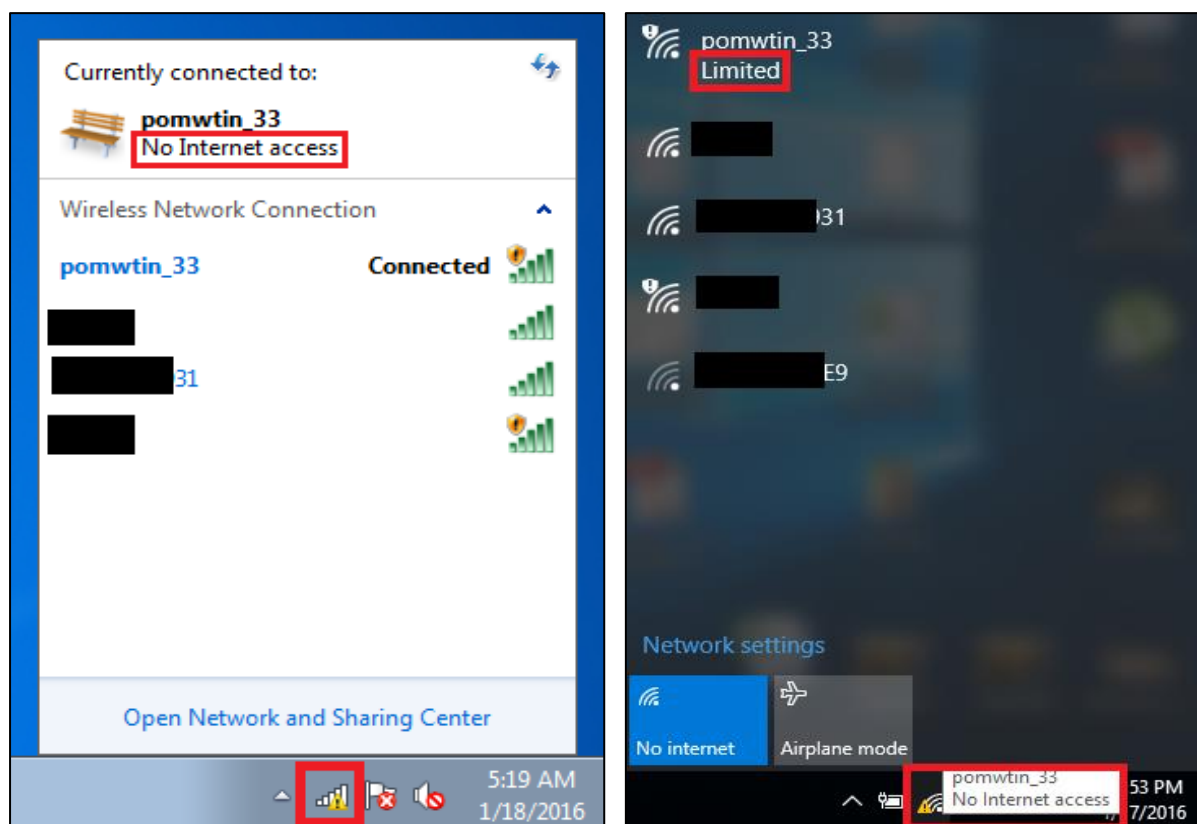 Currently connected to:
pomwtin_33
No Internet access
Wireless Network Connection
pomwtin_33 Connected
31
Open Network and Sharing Center
5:19 AM
1/18/2016
pomwtin_33
Limited
31
E9
Network settings
No internet
Airplane mode
pomwtin_33
No Internet access
53 PM
7/2016